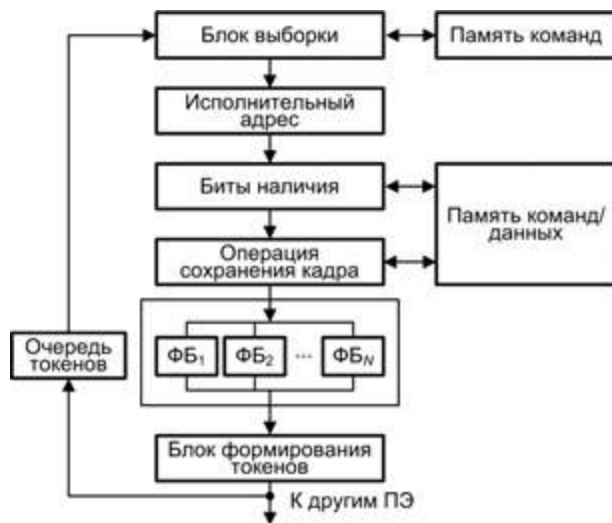 Блок выборки
Память команд
Исполнительный
адрес
Биты наличия
Память команд/
данных
Операция
сохранения кадра
Очередь
токенов
ФБ1 ФБ2 ... ФБN
Блок формирования
токенов
К другим ПЭ